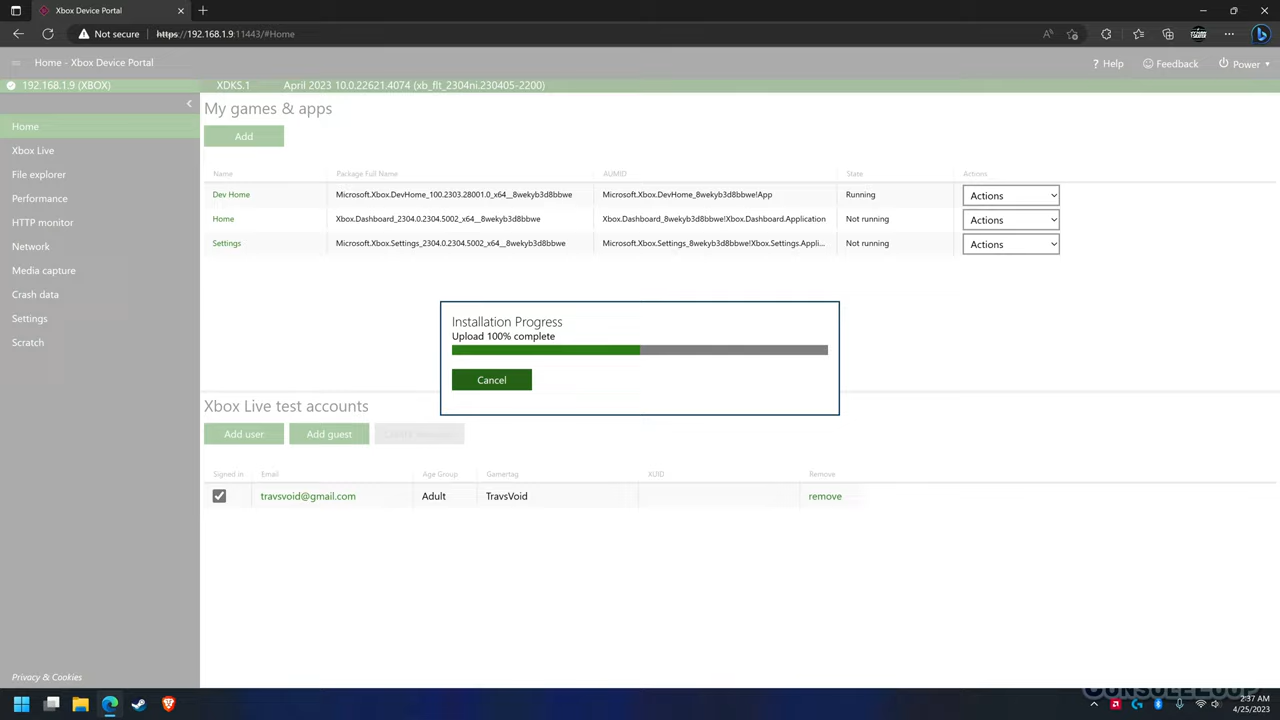 Xbox Device Portal
Not secure
https://192.168.1.9:11443/#Home
Home - Xbox Device Portal
Help
Feedback
Power
192.168.1.9 (XBOX)
XDKS.1
April 2023 10.0.22621.4074 (xb_flt_2304ni.230405-2200)
Home
Xbox Live
File explorer
Performance
HTTP monitor
Network
Media capture
Crash data
Settings
Scratch
Privacy & Cookies
My games & apps
Add
Name Package Full Name AUMID State Actions
Dev Home Microsoft.Xbox.DevHome_100.2303.28001.0_x64__8wekyb3d8bbwe Microsoft.Xbox.DevHome_8wekyb3d8bbwe!App Running Actions
Home Xbox.Dashboard_2304.0.2304.5002_x64__8wekyb3d8bbwe Xbox.Dashboard_8wekyb3d8bbwe!Xbox.Dashboard.Application Not running Actions
Settings Microsoft.Xbox.Settings_2304.0.2304.5002_x64__8wekyb3d8bbwe Microsoft.Xbox.Settings_8wekyb3d8bbwe!Xbox.Settings.Appli... Not running Actions
Installation Progress
Upload 100% complete
Cancel
Xbox Live test accounts
Add user
Add guest
Signed in Email Age Group Gamertag XUID Remove
travsvoid@gmail.com Adult TravsVoid remove
2:37 AM
4/25/2023